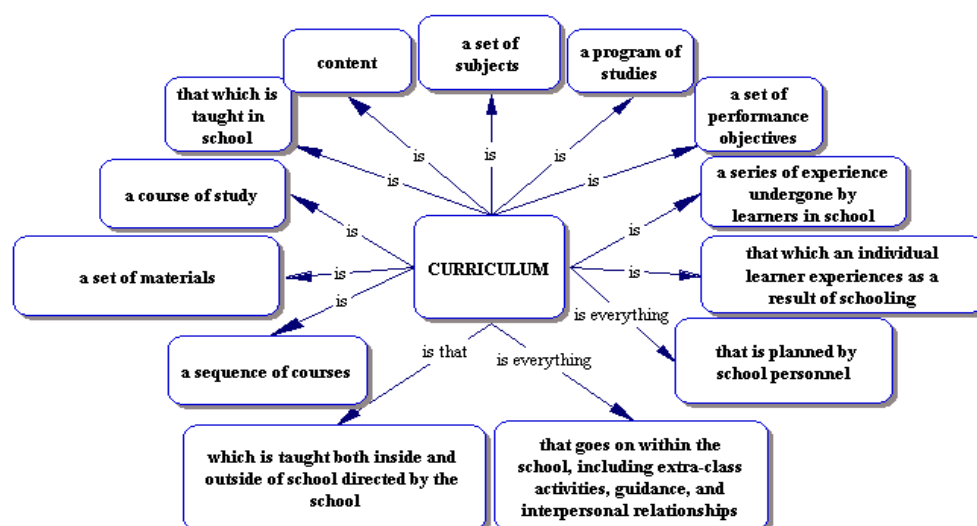 a set of
subjects
a program of
studies
content
that which is
taught in
school
a set of
performance
objectives
is
is
is
is
is
a course of study
a series of experience
undergone by
learners in school
is
is
CURRICULUM
a set of materials
is
is
that which an individual
learner experiences as a
result of schooling
is
is everything
is that
is everything
that is planned by
school personnel
a sequence of courses
which is taught both inside and
outside of school directed by the
school
that goes on within the
school, including extra-class
activities, guidance, and
interpersonal relationships